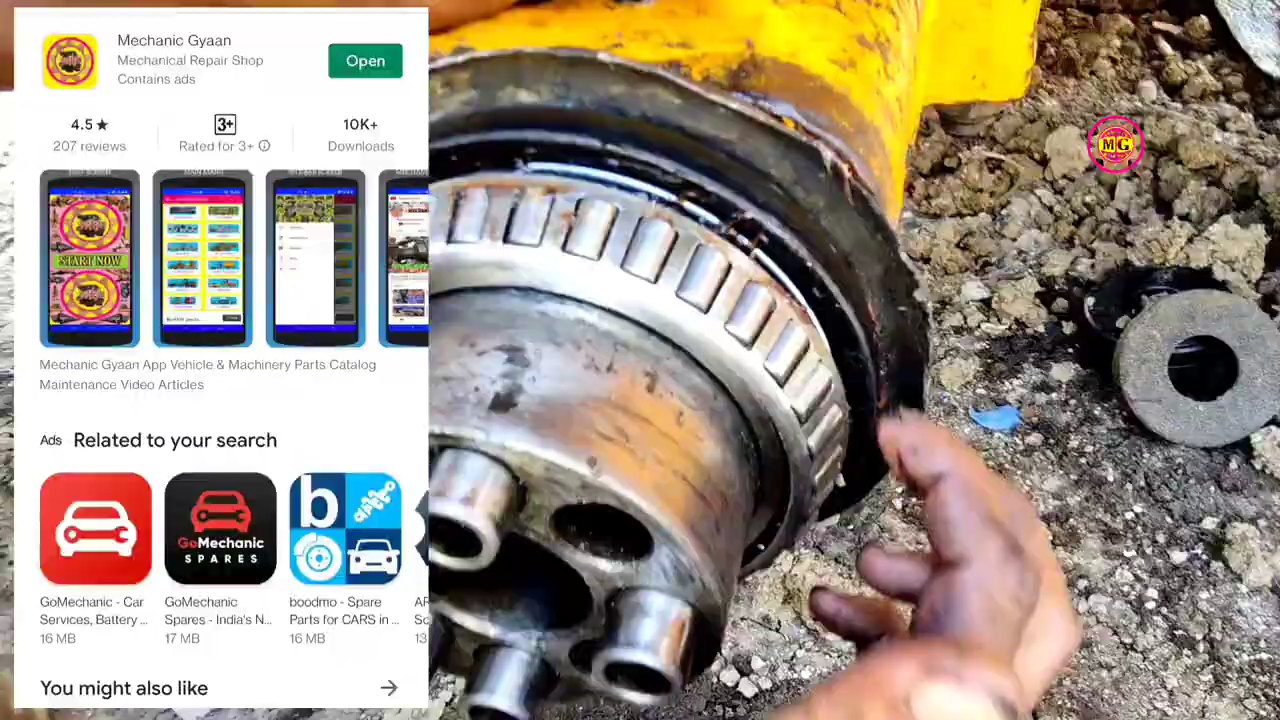 Mechanic Gyaan
Mechanical Repair Shop
Contains ads
Open
4.5★
207 reviews
3+
Rated for 3+
10K+
Downloads
START NOW
Mechanic Gyaan App Vehicle & Machinery Parts Catalog
Maintenance Video Articles
Ads Related to your search
GoMechanic
SPARES
b
GoMechanic - Car
Services, Battery ...
16 MB
GoMechanic
Spares - India's N...
17 MB
boodmo - Spare
Parts for CARS in ...
16 MB
13
You might also like
MG